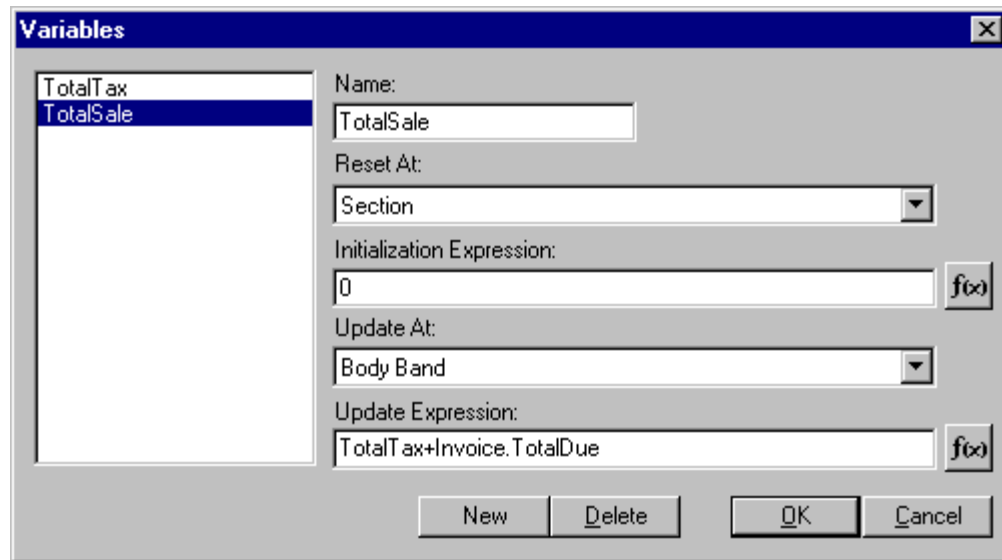 Variables
TotalTax
TotalSale
Name:
TotalSale
Reset At:
Section
Initialization Expression:
0
f(x)
Update At:
Body Band
Update Expression:
TotalTax+Invoice.TotalDue
f(x)
New
Delete
OK
Cancel